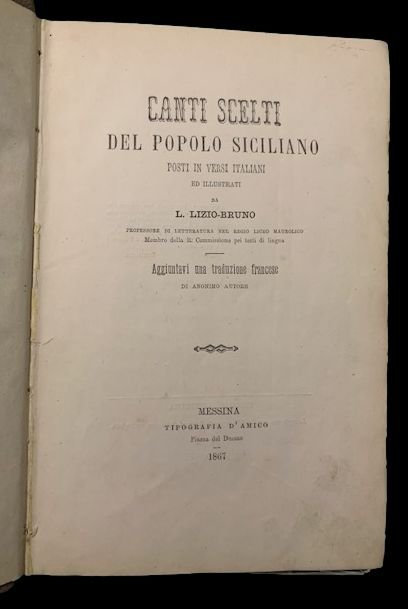 CANTI SCELTI
DEL POPOLO SICILIANO
POSTI IN VERSI ITALIANI
ED ILLUSTRATI
DA
L. LIZIO-BRUNO
PROFESSORE DI LETTERATURA NEL REGIO LICEO MAUROLICO
Membro della R. Commissione pei testi di lingua
Aggiuntavi una traduzione francese
DI ANONIMO AUTORE
MESSINA
TIPOGRAFIA D'AMICO
Piazza del Duomo
1867